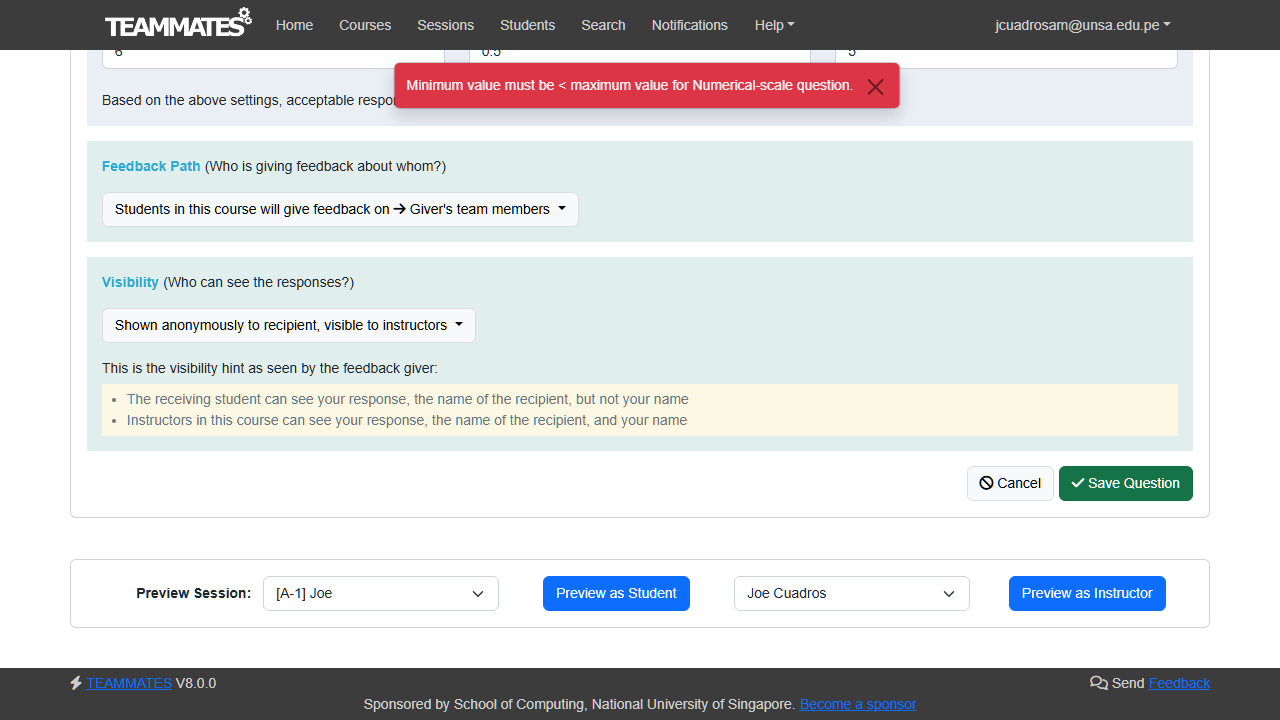 TEAMMATES Home Courses Sessions Students Search Notifications Help jcuadrosam@unsa.edu.pe
6 0.5 5
Minimum value must be < maximum value for Numerical-scale question.
Based on the above settings, acceptable
Feedback Path (Who is giving feedback about whom?)
Students in this course will give feedback on → Giver's team members
Visibility (Who can see the responses?)
Shown anonymously to recipient, visible to instructors
This is the visibility hint as seen by the feedback giver:
• The receiving student can see your response, the name of the recipient, but not your name
• Instructors in this course can see your response, the name of the recipient, and your name
Cancel Save Question
Preview Session: [A-1] Joe Preview as Student Joe Cuadros Preview as Instructor
TEAMMATES V8.0.0 Send Feedback
Sponsored by School of Computing, National University of Singapore. Become a sponsor